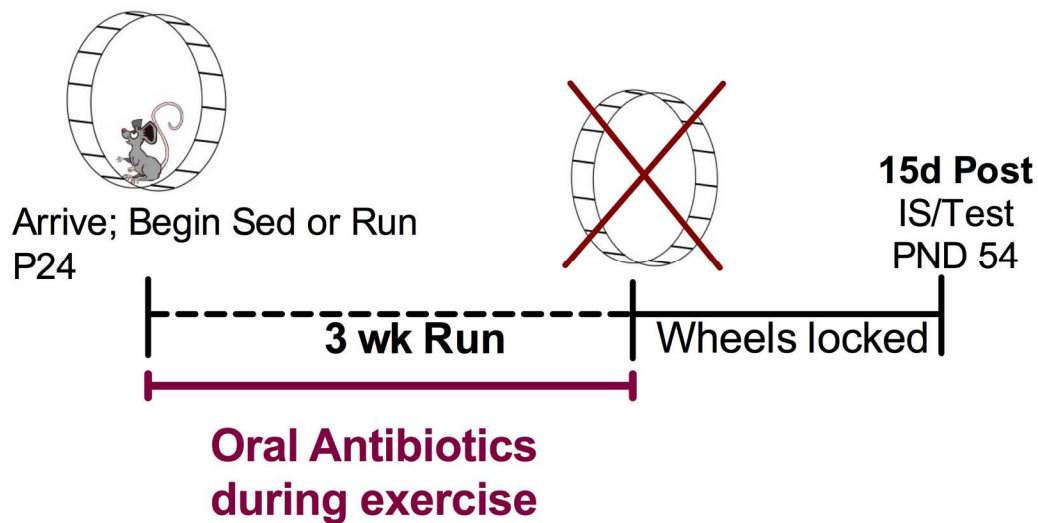 Arrive; Begin Sed or Run
P24
15d Post
IS/Test
PND 54
3 wk Run
Wheels locked
Oral Antibiotics
during exercise